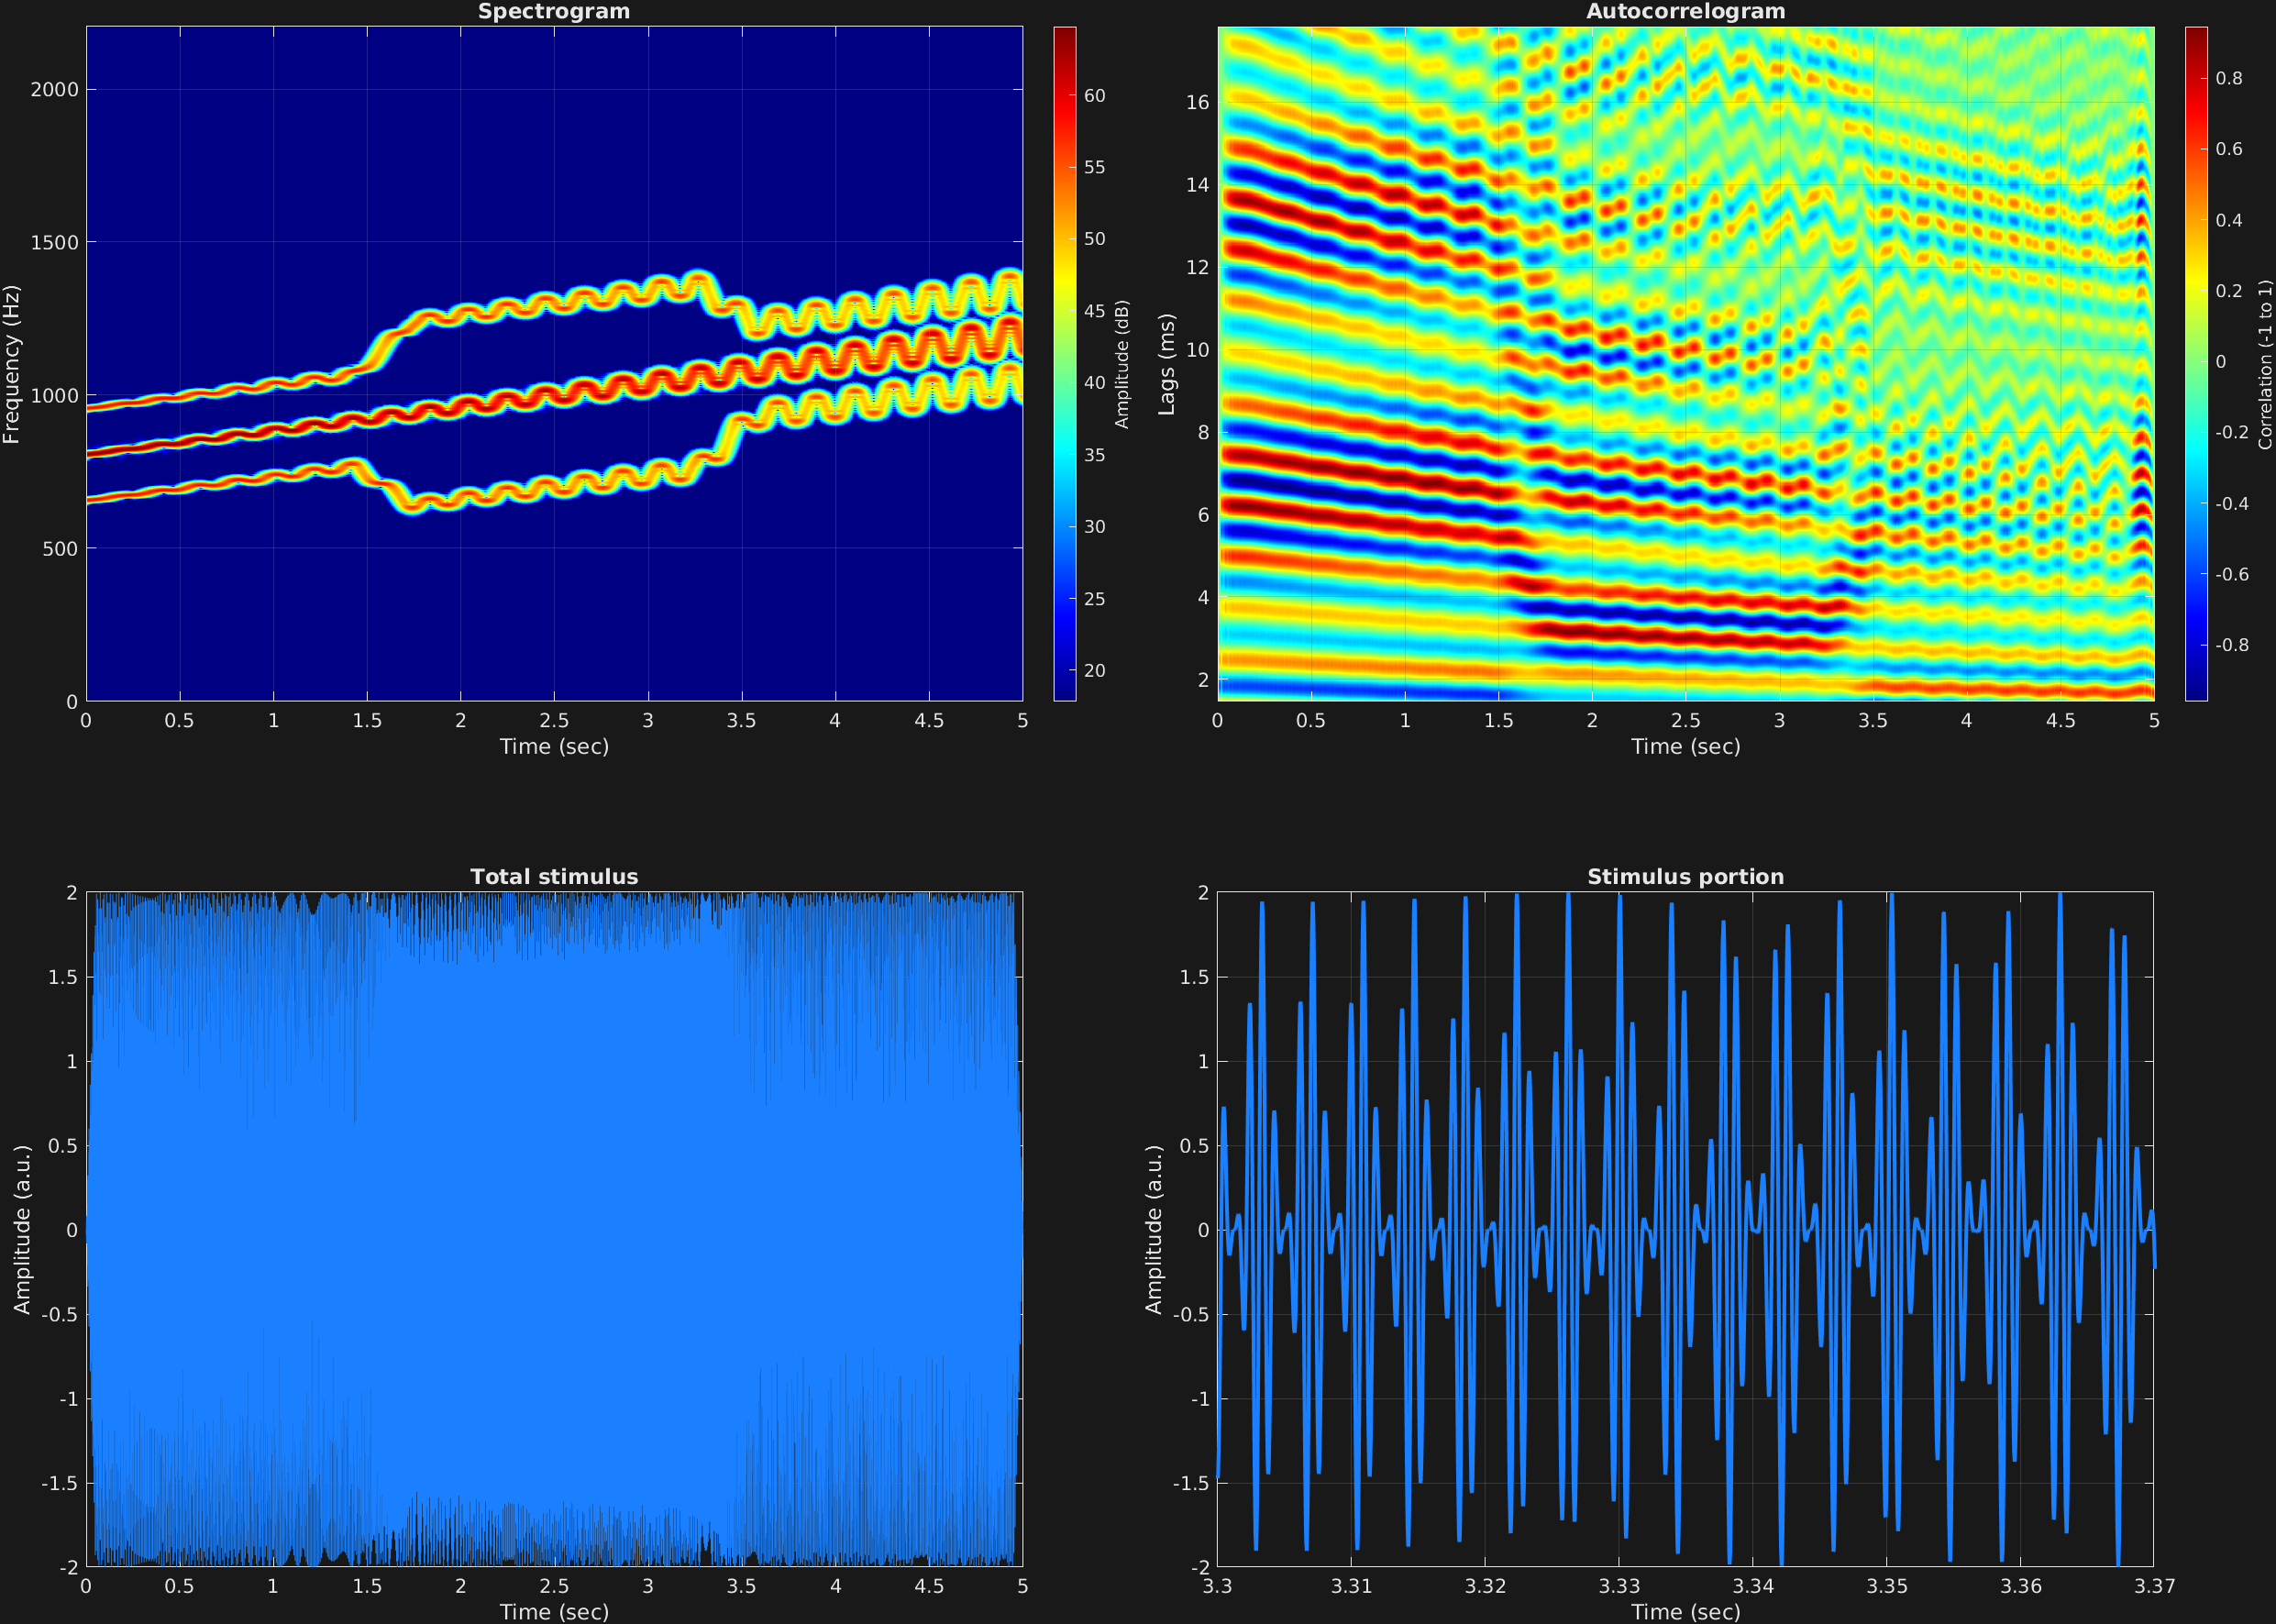 Spectrogram
Frequency (Hz)
2000
1500
1000
500
0
0 0.5 1 1.5 2 2.5 3 3.5 4 4.5 5
Time (sec)
60
55
50
45
40
35
30
25
20
Amplitude (dB)
Autocorrelogram
Lags (ms)
16
14
12
10
8
6
4
2
0 0.5 1 1.5 2 2.5 3 3.5 4 4.5 5
Time (sec)
0.8
0.6
0.4
0.2
0
-0.2
-0.4
-0.6
-0.8
Correlation (-1 to 1)
Total stimulus
Amplitude (a.u.)
2
1.5
1
0.5
0
-0.5
-1
-1.5
-2
0 0.5 1 1.5 2 2.5 3 3.5 4 4.5 5
Time (sec)
Stimulus portion
Amplitude (a.u.)
2
1.5
1
0.5
0
-0.5
-1
-1.5
-2
3.3 3.31 3.32 3.33 3.34 3.35 3.36 3.37
Time (sec)